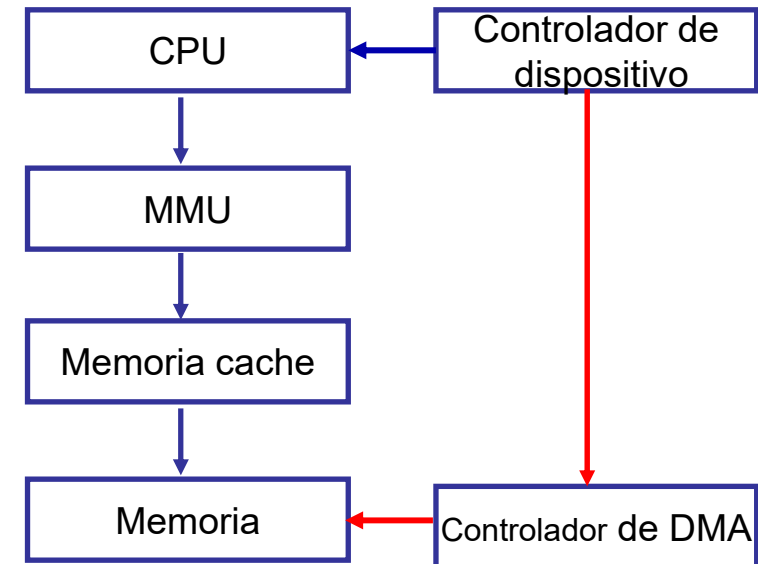 CPU
Controlador de
dispositivo
MMU
Memoria cache
Memoria
Controlador de DMA